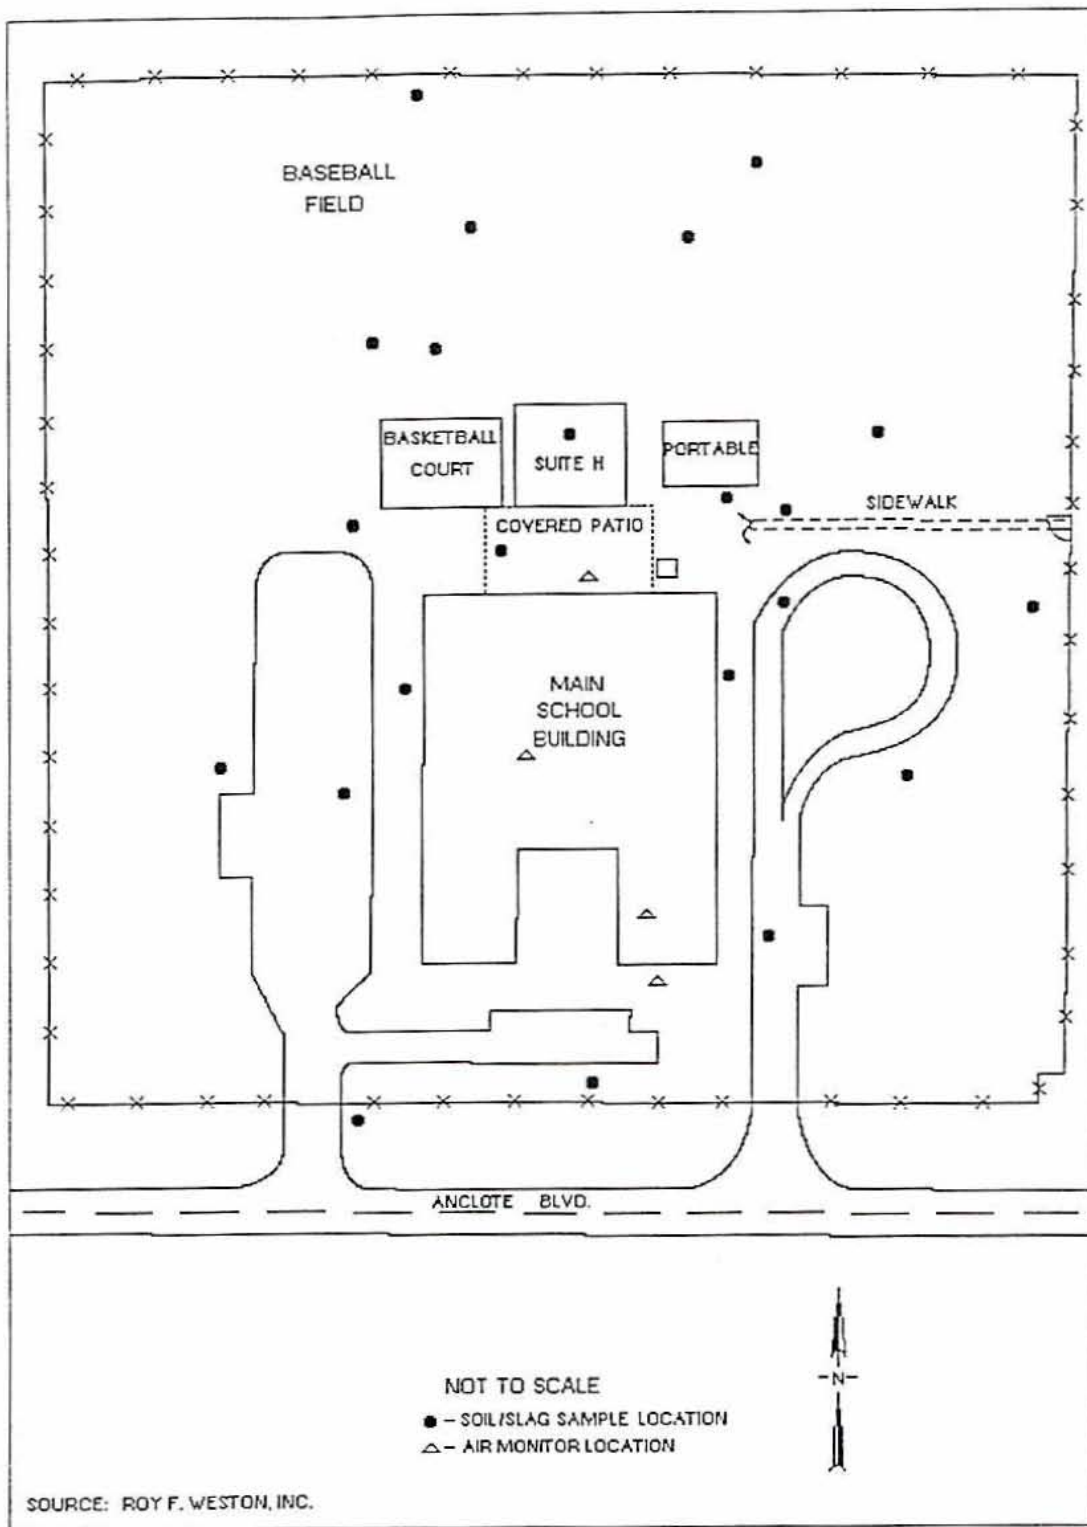 BASEBALL
FIELD
BASKETBALL
COURT
SUITE H
PORTABLE
SIDEWALK
COVERED PATIO
MAIN
SCHOOL
BUILDING
ANCLOTE BLVD.
N
NOT TO SCALE
● - SOIL/SLAG SAMPLE LOCATION
△ - AIR MONITOR LOCATION
SOURCE: ROY F. WESTON, INC.